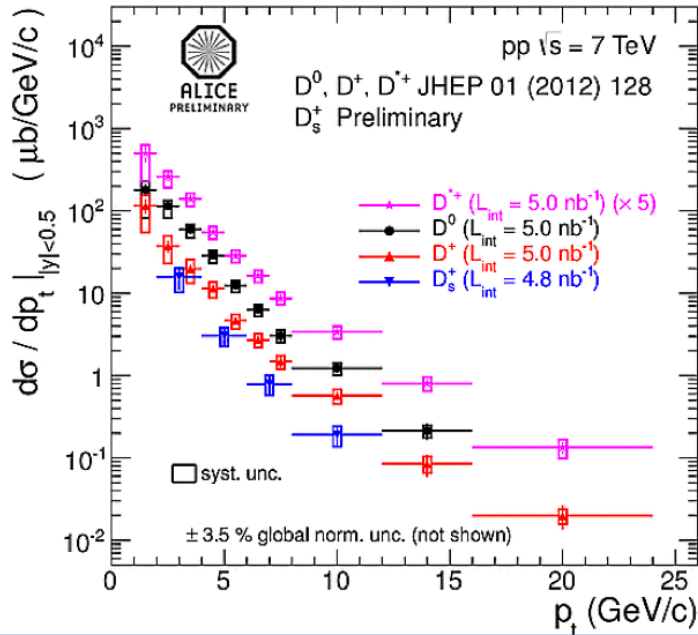 pp √s = 7 TeV
ALICE
PRELIMINARY
D⁰, D⁺, D*⁺ JHEP 01 (2012) 128
Dₛ⁺ Preliminary
D*⁺ (L_int = 5.0 nb⁻¹) (× 5)
D⁰ (L_int = 5.0 nb⁻¹)
D⁺ (L_int = 5.0 nb⁻¹)
Dₛ⁺ (L_int = 4.8 nb⁻¹)
dσ / dp_t |_|y|<0.5 (μb/GeV/c)
10⁴
10³
10²
10
1
10⁻¹
10⁻²
syst. unc.
± 3.5 % global norm. unc. (not shown)
0 5 10 15 20 25
p_t (GeV/c)